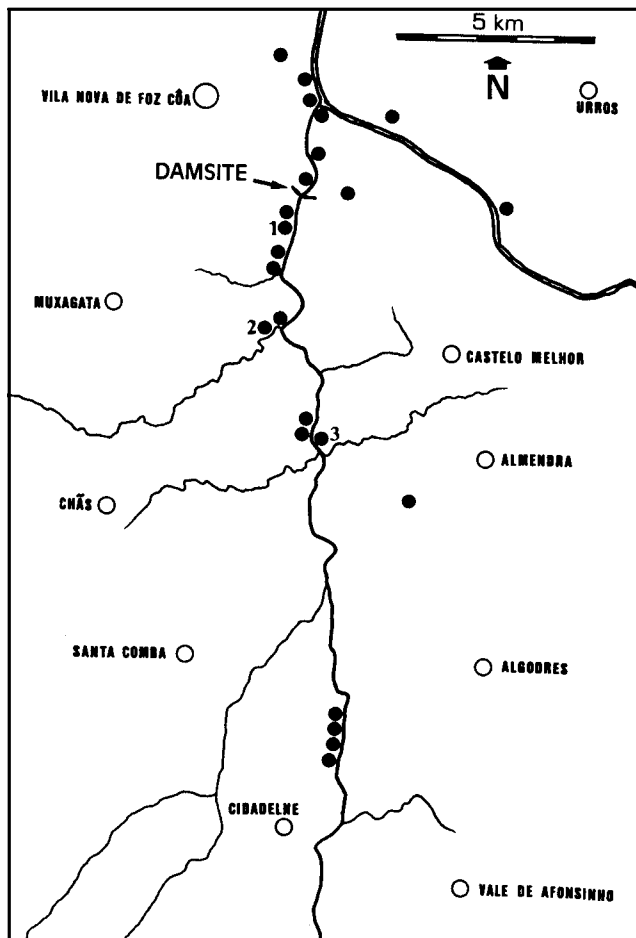 5 km
N
VILA NOVA DE FOZ CÔA
URROS
DAMSITE
1
MUXAGATA
2
CASTELO MELHOR
3
ALMENDRA
CHÃS
SANTA COMBA
ALGODRES
CIDADELHE
VALE DE AFONSINHO